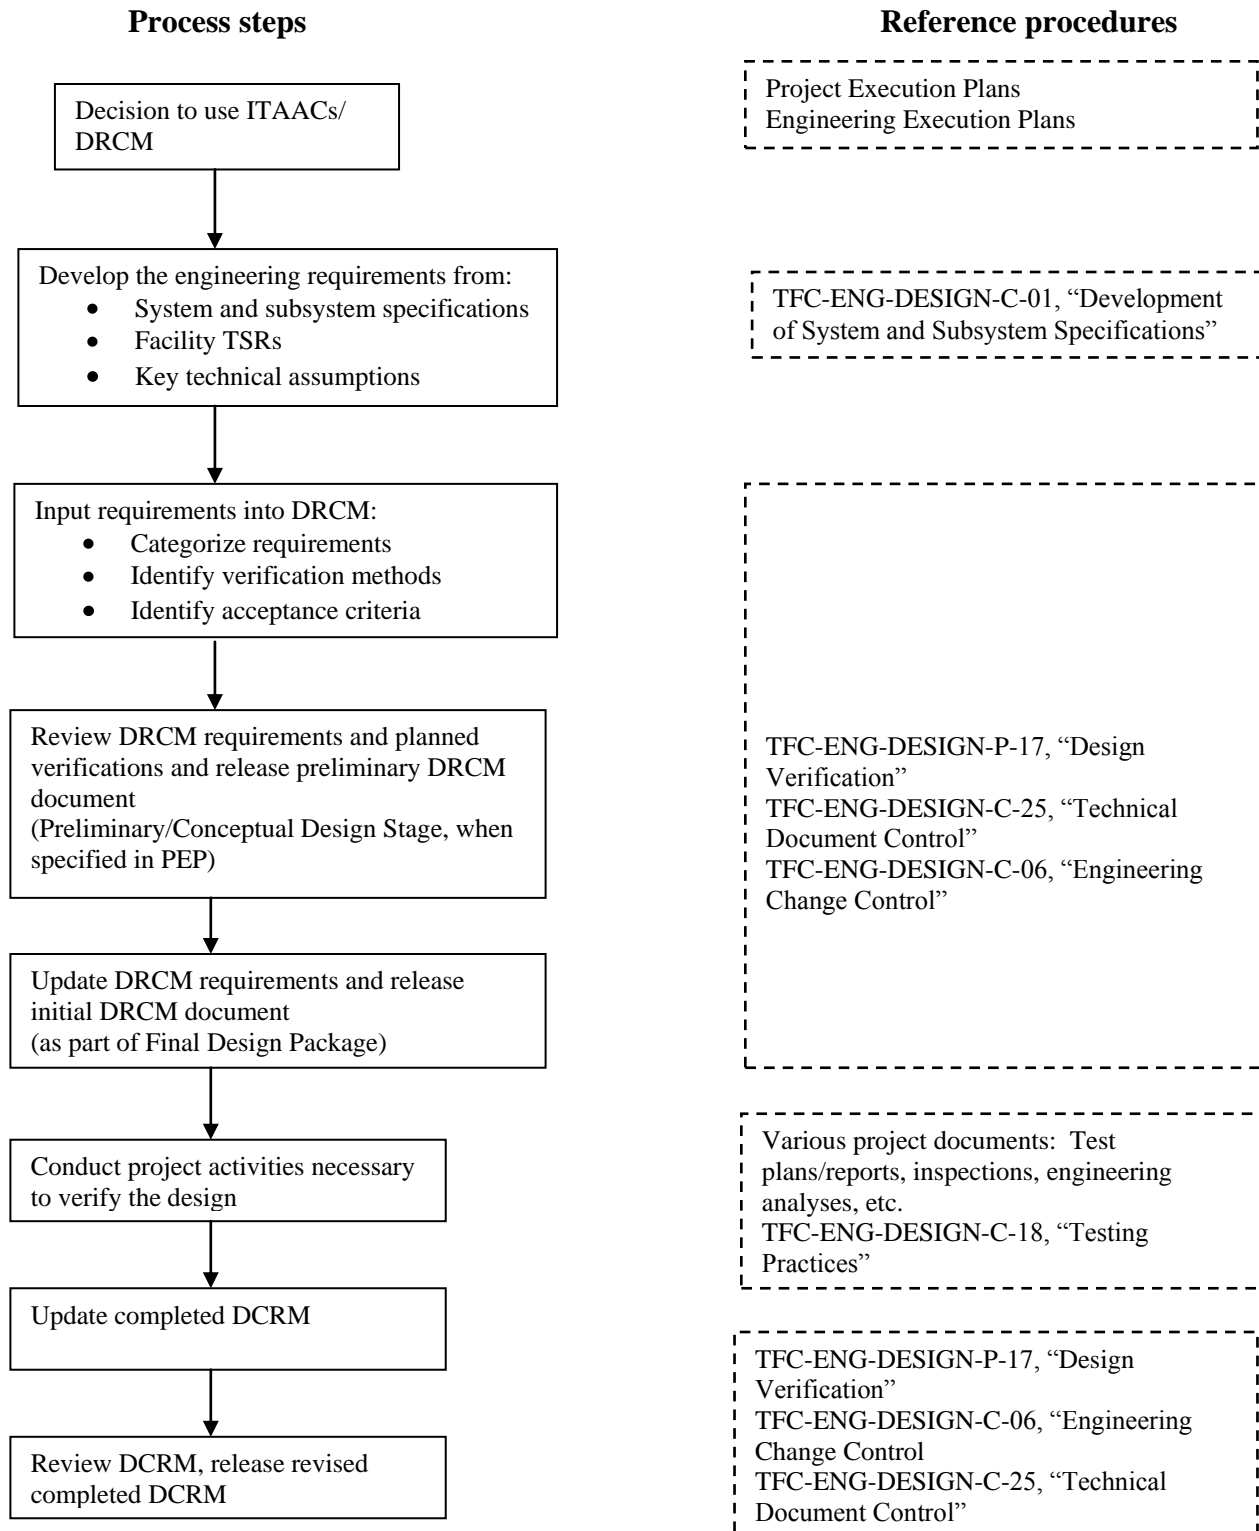 Process steps
Reference procedures
Decision to use ITAACs/
DRCM
Project Execution Plans
Engineering Execution Plans
Develop the engineering requirements from:
• System and subsystem specifications
• Facility TSRs
• Key technical assumptions
TFC-ENG-DESIGN-C-01, “Development
of System and Subsystem Specifications”
Input requirements into DRCM:
• Categorize requirements
• Identify verification methods
• Identify acceptance criteria
Review DRCM requirements and planned
verifications and release preliminary DRCM
document
(Preliminary/Conceptual Design Stage, when
specified in PEP)
Update DRCM requirements and release
initial DRCM document
(as part of Final Design Package)
TFC-ENG-DESIGN-P-17, “Design
Verification”
TFC-ENG-DESIGN-C-25, “Technical
Document Control”
TFC-ENG-DESIGN-C-06, “Engineering
Change Control”
Conduct project activities necessary
to verify the design
Various project documents:  Test
plans/reports, inspections, engineering
analyses, etc.
TFC-ENG-DESIGN-C-18, “Testing
Practices”
Update completed DCRM
Review DCRM, release revised
completed DCRM
TFC-ENG-DESIGN-P-17, “Design
Verification”
TFC-ENG-DESIGN-C-06, “Engineering
Change Control
TFC-ENG-DESIGN-C-25, “Technical
Document Control”